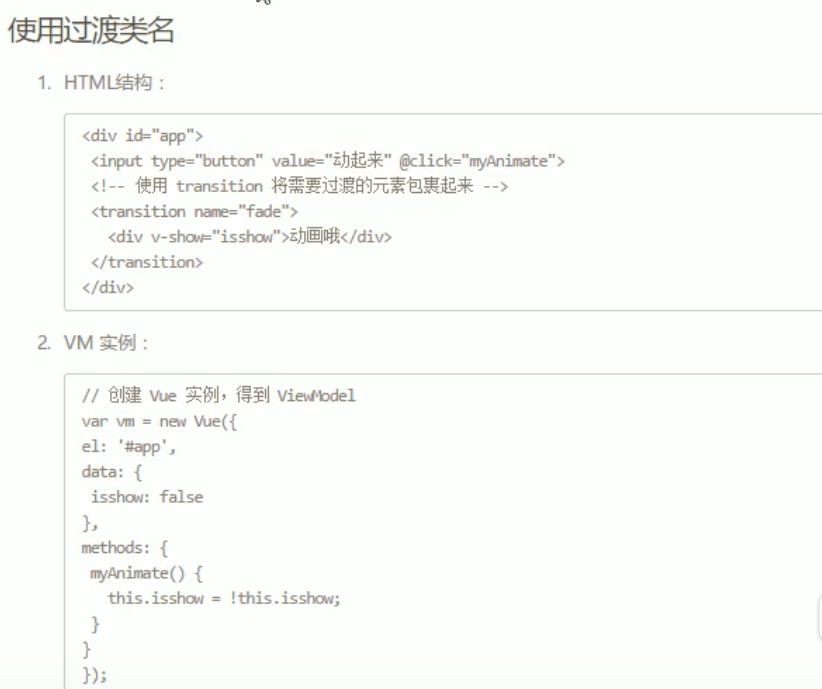 使用过渡类名
1. HTML结构：
<div id="app">
<input type="button" value="动起来" @click="myAnimate">
<!-- 使用 transition 将需要过渡的元素包裹起来 -->
<transition name="fade">
<div v-show="isshow">动画哦</div>
</transition>
</div>
2. VM 实例：
// 创建 Vue 实例，得到 ViewModel
var vm = new Vue({
el: '#app',
data: {
isshow: false
},
methods: {
myAnimate() {
this.isshow = !this.isshow;
}
}
});